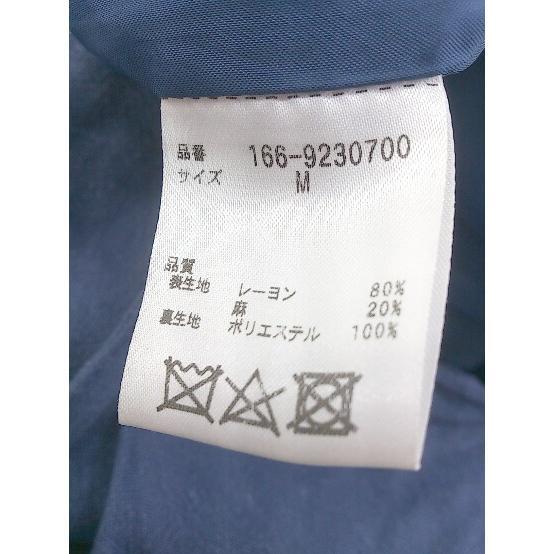 品番 166-9230700
サイズ M
品質
表生地 レーヨン 80%
麻 20%
裏生地 ポリエステル 100%